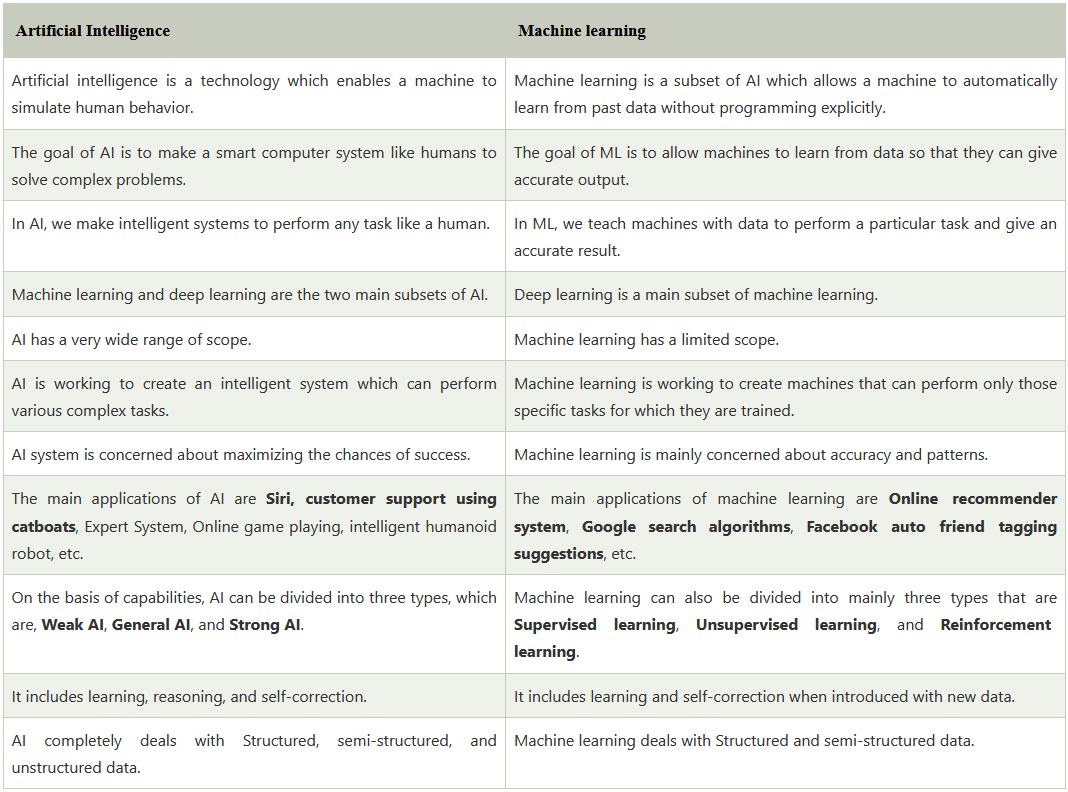 Artificial Intelligence
Machine learning
Artificial intelligence is a technology which enables a machine to
simulate human behavior.
Machine learning is a subset of AI which allows a machine to automatically
learn from past data without programming explicitly.
The goal of AI is to make a smart computer system like humans to
solve complex problems.
The goal of ML is to allow machines to learn from data so that they can give
accurate output.
In AI, we make intelligent systems to perform any task like a human.
In ML, we teach machines with data to perform a particular task and give an
accurate result.
Machine learning and deep learning are the two main subsets of AI.
Deep learning is a main subset of machine learning.
AI has a very wide range of scope.
Machine learning has a limited scope.
AI is working to create an intelligent system which can perform
various complex tasks.
Machine learning is working to create machines that can perform only those
specific tasks for which they are trained.
AI system is concerned about maximizing the chances of success.
Machine learning is mainly concerned about accuracy and patterns.
The main applications of AI are Siri, customer support using
catboats, Expert System, Online game playing, intelligent humanoid
robot, etc.
The main applications of machine learning are Online recommender
system, Google search algorithms, Facebook auto friend tagging
suggestions, etc.
On the basis of capabilities, AI can be divided into three types, which
are, Weak AI, General AI, and Strong AI.
Machine learning can also be divided into mainly three types that are
Supervised learning, Unsupervised learning, and Reinforcement
learning.
It includes learning, reasoning, and self-correction.
It includes learning and self-correction when introduced with new data.
AI completely deals with Structured, semi-structured, and
unstructured data.
Machine learning deals with Structured and semi-structured data.